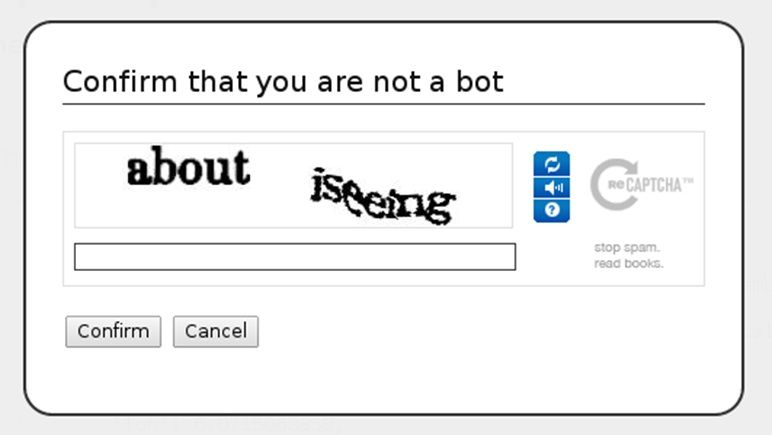 Confirm that you are not a bot
about iseeing
reCAPTCHA™
stop spam.
read books.
Confirm Cancel